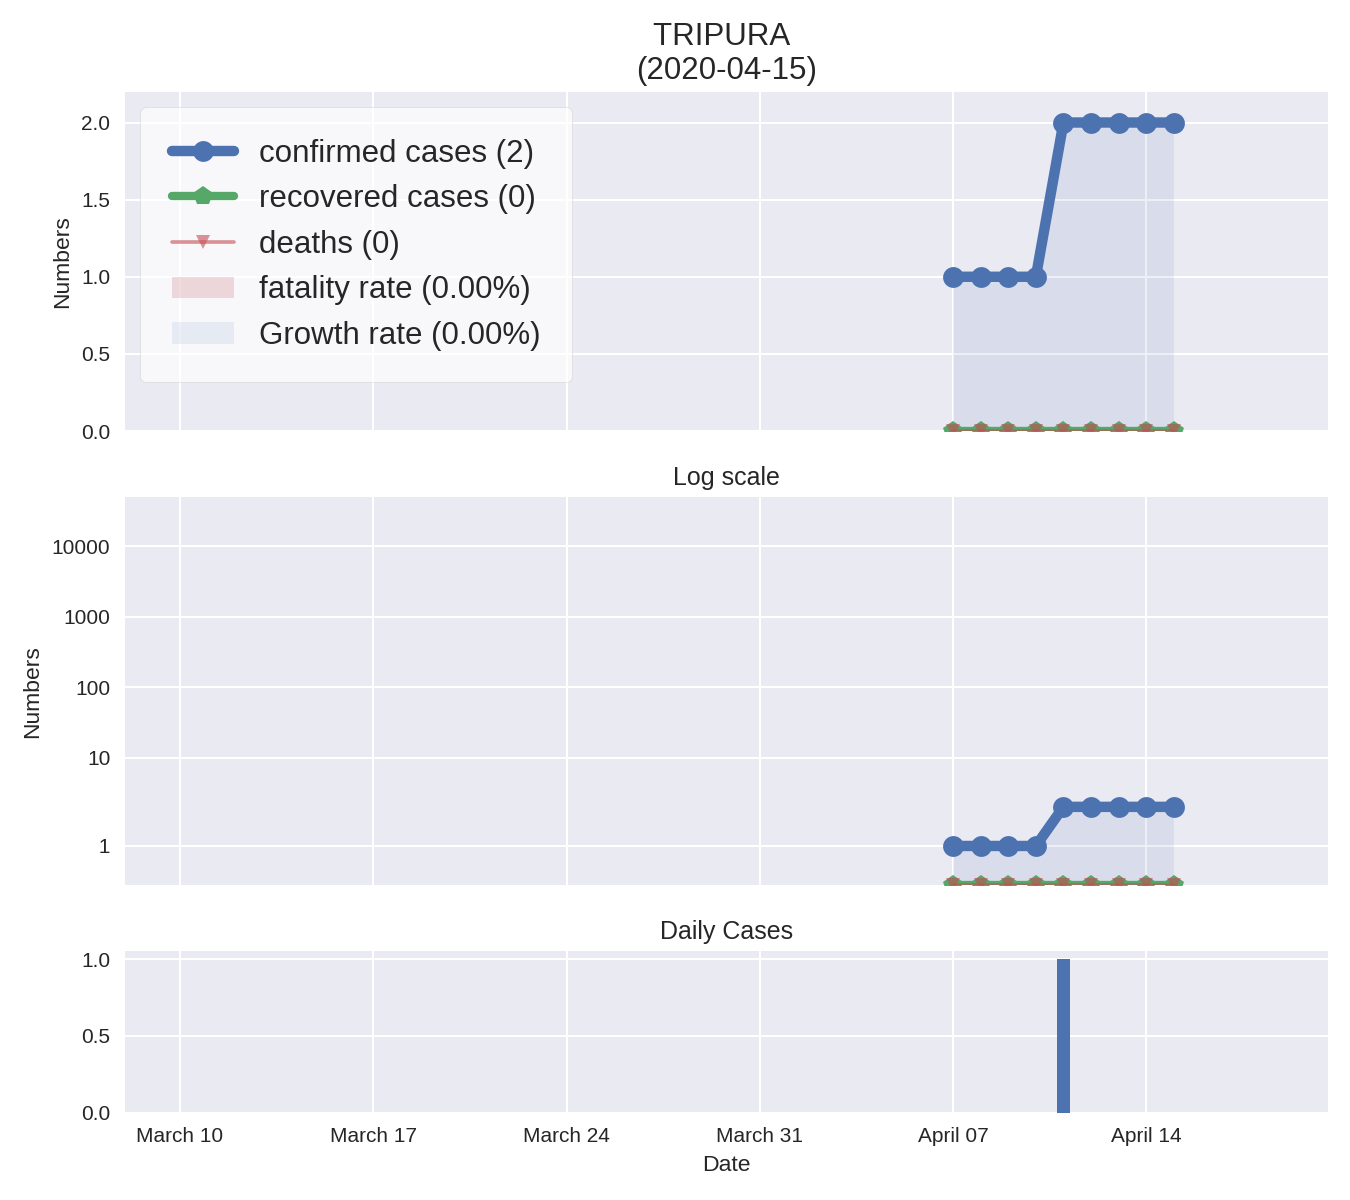 TRIPURA
(2020-04-15)
2.0
1.5
1.0
0.5
0.0
Numbers
confirmed cases (2)
recovered cases (0)
deaths (0)
fatality rate (0.00%)
Growth rate (0.00%)
Log scale
10000
1000
100
10
1
Numbers
Daily Cases
1.0
0.5
0.0
March 10 March 17 March 24 March 31 April 07 April 14
Date